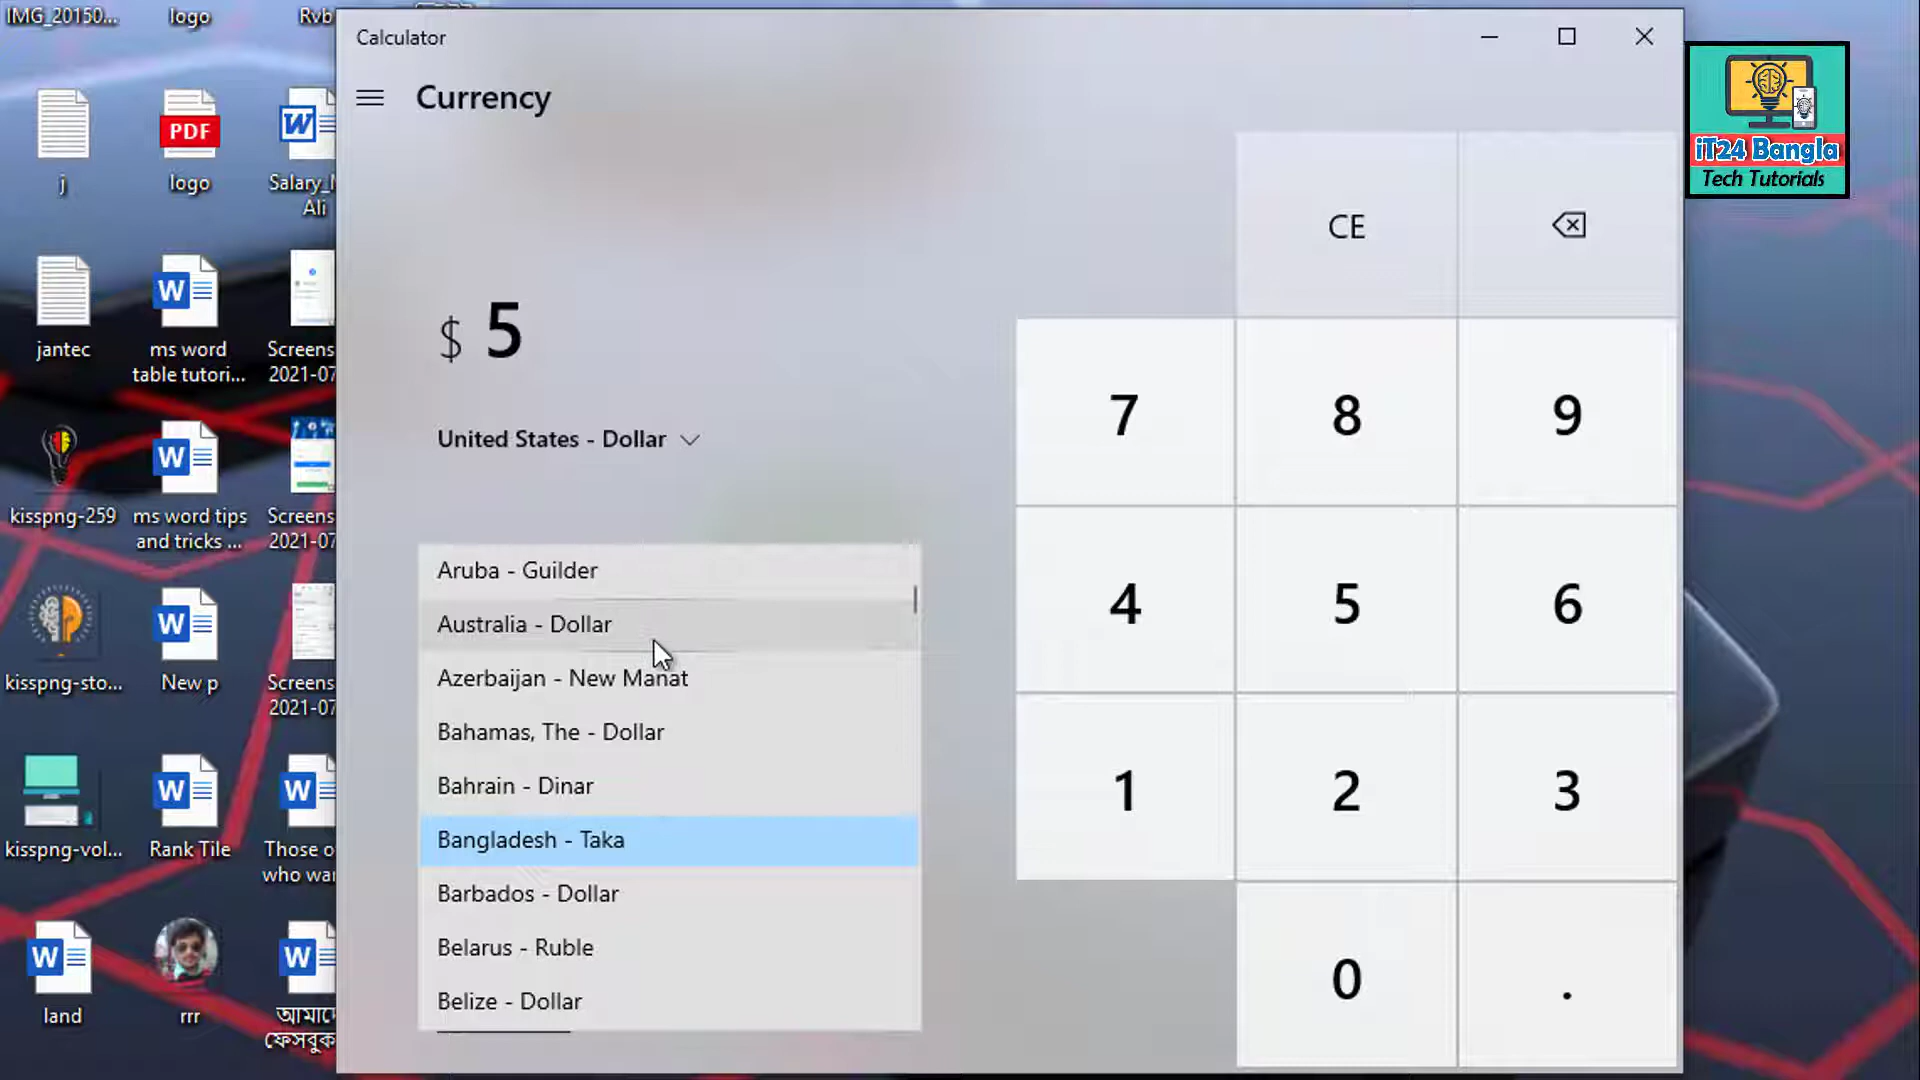 IMG_20150...
logo
Rvb
Calculator
Currency
iT24 Bangla
Tech Tutorials
j
PDF
logo
Salary_
Ali
CE
$ 5
United States - Dollar
7
8
9
jantec
ms word
table tutori...
Screens
2021-07
4
5
6
kisspng-259
ms word tips
and tricks ...
Screens
2021-07
Aruba - Guilder
Australia - Dollar
Azerbaijan - New Manat
Bahamas, The - Dollar
Bahrain - Dinar
Bangladesh - Taka
Barbados - Dollar
Belarus - Ruble
Belize - Dollar
kisspng-sto...
New p
Screens
2021-07
1
2
3
kisspng-vol...
Rank Tile
Those o
who wa
0
.
land
rrr
আমাদে
ফেসবুক